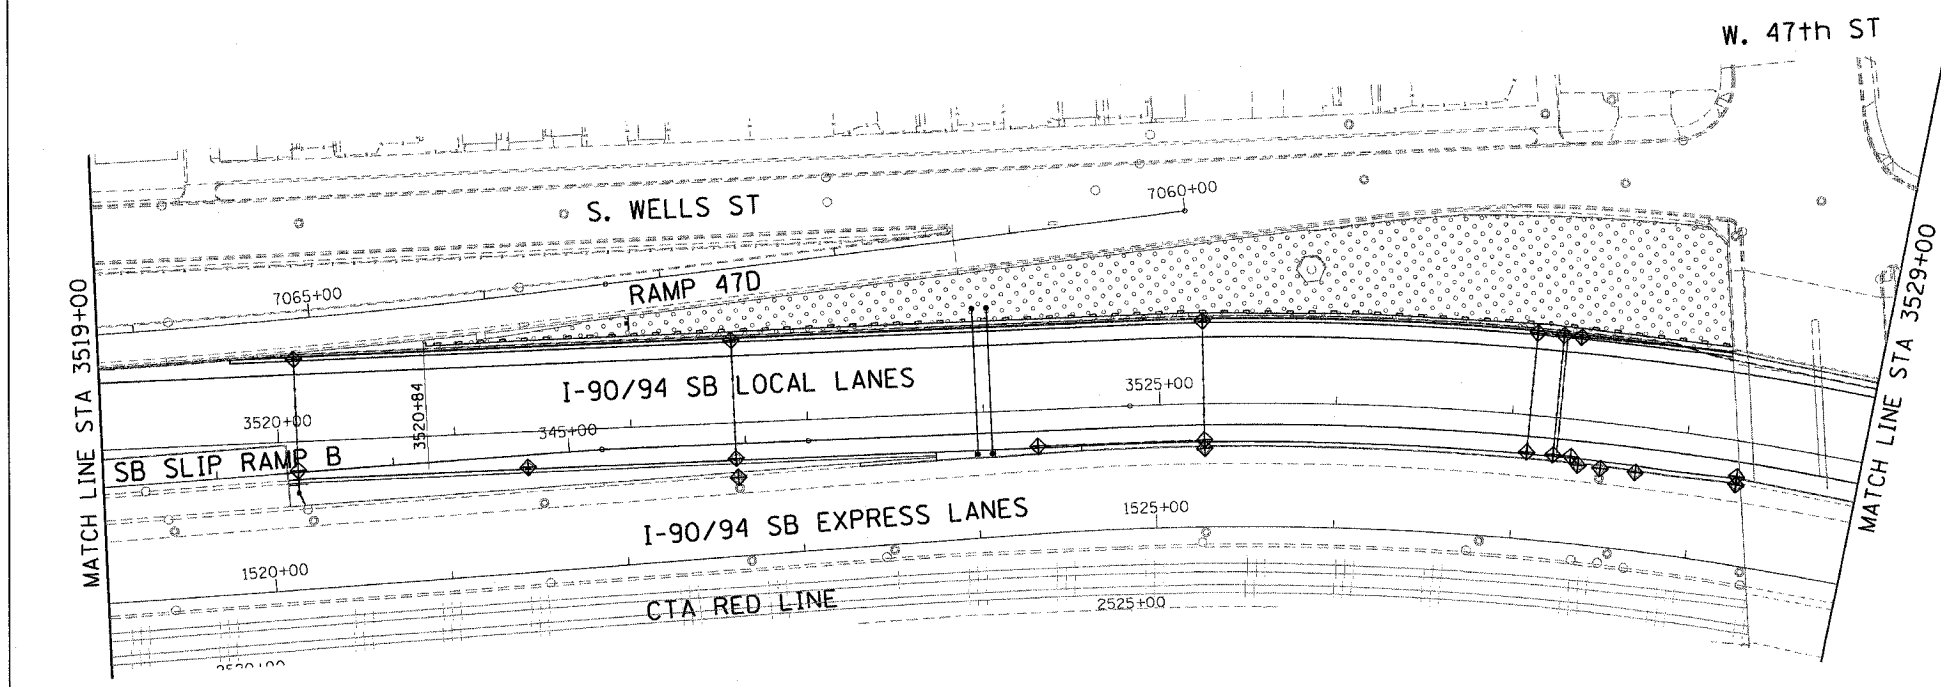 W. 47th ST
7060+00
S. WELLS ST
7065+00
RAMP 47D
MATCH LINE STA 3519+00
MATCH LINE STA 3529+00
I-90/94 SB LOCAL LANES
3525+00
3520+00
3520+84
345+00
SB SLIP RAMP B
I-90/94 SB EXPRESS LANES
1525+00
1520+00
CTA RED LINE
2525+00